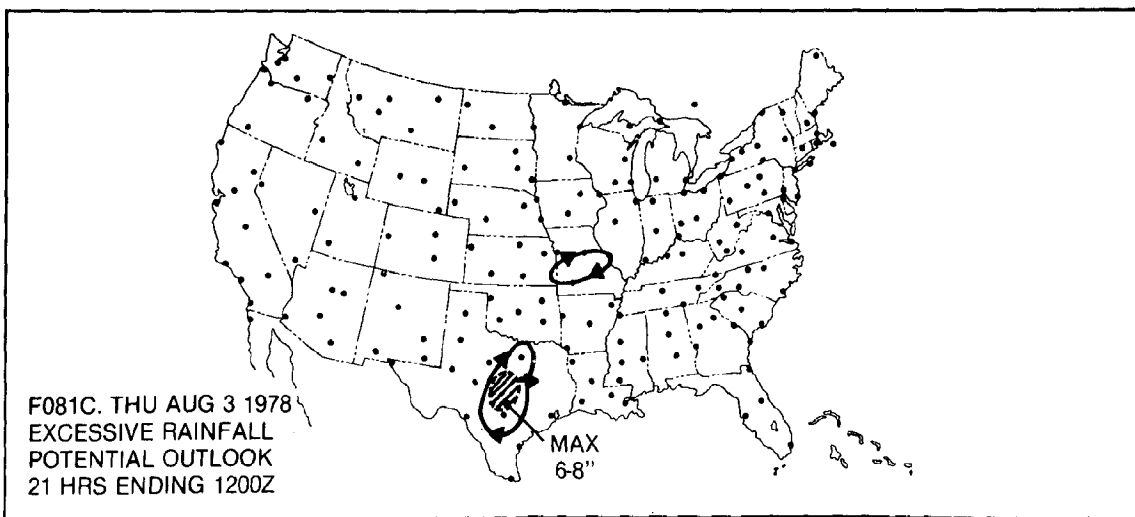 F081C. THU AUG 3 1978
EXCESSIVE RAINFALL
POTENTIAL OUTLOOK
21 HRS ENDING 1200Z
MAX
6-8"